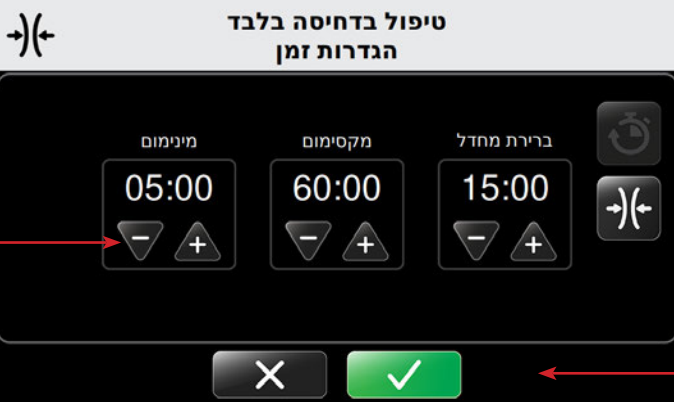 טיפול בדחיסה בלבד
הגדרות זמן
ברירת מחדל
מקסימום
מינימום
15:00
60:00
05:00